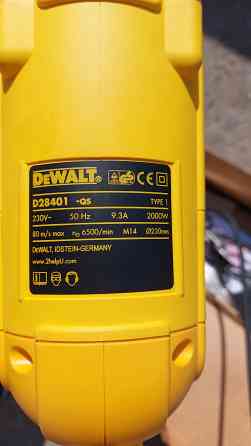 DEWALT®
D28401 -QS TYPE 1
230V~ 50 Hz 9.3A 2000W
80 m/s max n₀ 6500/min M14 Ø230mm
DeWALT, IDSTEIN-GERMANY
www.2helpU.com